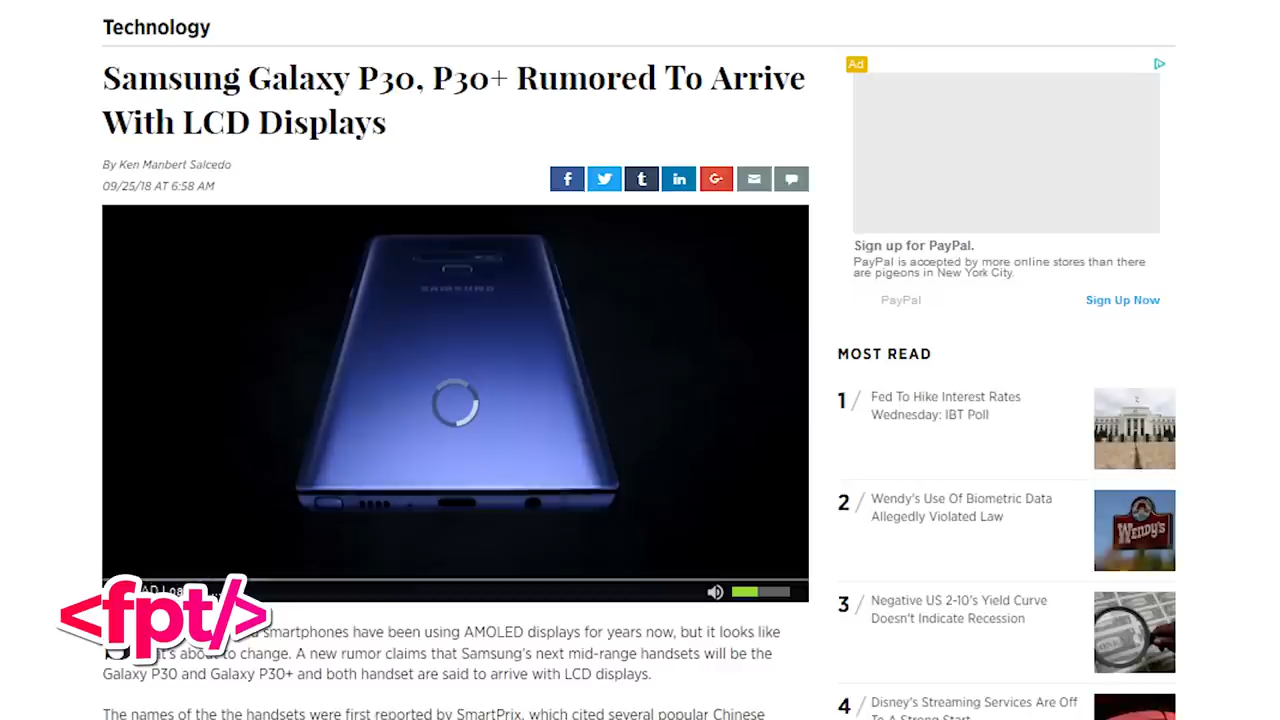 Technology
Samsung Galaxy P30, P30+ Rumored To Arrive
With LCD Displays
By Ken Manbert Salcedo
09/25/18 AT 6:58 AM
SAMSUNG
<fpt/>
smartphones have been using AMOLED displays for years now, but it looks like
that's about to change. A new rumor claims that Samsung's next mid-range handsets will be the
Galaxy P30 and Galaxy P30+ and both handset are said to arrive with LCD displays.
The names of the the handsets were first reported by SmartPrix, which cited several popular Chinese
Ad
Sign up for PayPal.
PayPal is accepted by more online stores than there
are pigeons in New York City.
PayPal
Sign Up Now
MOST READ
1 / Fed To Hike Interest Rates
Wednesday: IBT Poll
2 / Wendy's Use Of Biometric Data
Allegedly Violated Law
Wendy's
3 / Negative US 2-10's Yield Curve
Doesn't Indicate Recession
4 / Disney's Streaming Services Are Off
To A Strong Start